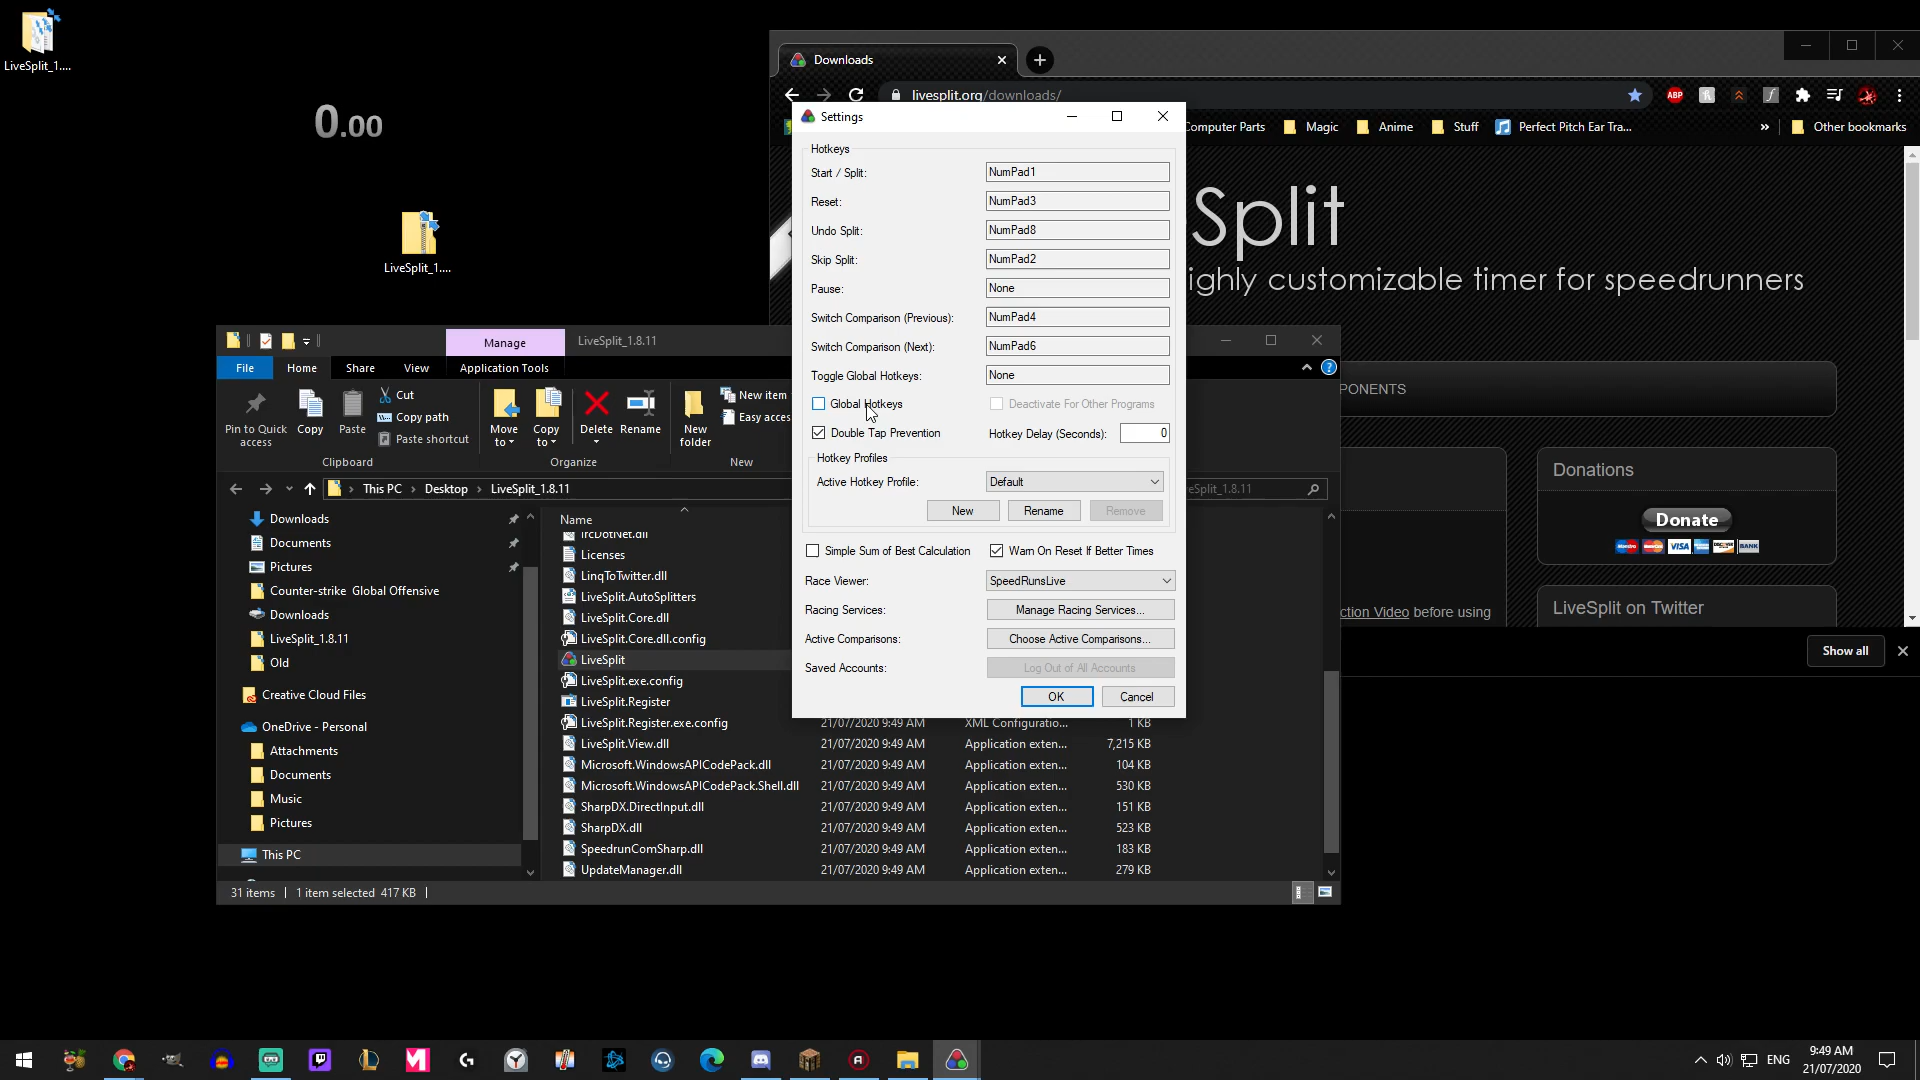 LiveSplit_1....
0.00
LiveSplit_1....
Downloads
livesplit.org/downloads/
ABP
Computer Parts
Magic
Anime
Stuff
Perfect Pitch Ear Tra...
»
Other bookmarks
Split
ighly customizable timer for speedrunners
PONENTS
Donations
Donate
VISA
BANK
LiveSplit on Twitter
ction Video before using
Show all
Settings
Hotkeys
Start / Split: NumPad1
Reset: NumPad3
Undo Split: NumPad8
Skip Split: NumPad2
Pause: None
Switch Comparison (Previous): NumPad4
Switch Comparison (Next): NumPad6
Toggle Global Hotkeys: None
Global Hotkeys Deactivate For Other Programs
Double Tap Prevention Hotkey Delay (Seconds): 0
Hotkey Profiles
Active Hotkey Profile: Default
New Rename Remove
Simple Sum of Best Calculation Warn On Reset If Better Times
Race Viewer: SpeedRunsLive
Racing Services: Manage Racing Services...
Active Comparisons: Choose Active Comparisons...
Saved Accounts: Log Out of All Accounts
OK Cancel
Manage LiveSplit_1.8.11
File Home Share View Application Tools
Pin to Quick access
Copy
Paste
Cut
Copy path
Paste shortcut
Clipboard
Move to
Copy to
Delete
Rename
Organize
New folder
New item
Easy acces
New
This PC › Desktop › LiveSplit_1.8.11
eSplit_1.8.11
Downloads
Documents
Pictures
Counter-strike Global Offensive
Downloads
LiveSplit_1.8.11
Old
Creative Cloud Files
OneDrive - Personal
Attachments
Documents
Music
Pictures
This PC
Name
IrcDotNet.dll
Licenses
LinqToTwitter.dll
LiveSplit.AutoSplitters
LiveSplit.Core.dll
LiveSplit.Core.dll.config
LiveSplit
LiveSplit.exe.config
LiveSplit.Register
LiveSplit.Register.exe.config 21/07/2020 9:49 AM XML Configuratio... 1 KB
LiveSplit.View.dll 21/07/2020 9:49 AM Application exten... 7,215 KB
Microsoft.WindowsAPICodePack.dll 21/07/2020 9:49 AM Application exten... 104 KB
Microsoft.WindowsAPICodePack.Shell.dll 21/07/2020 9:49 AM Application exten... 530 KB
SharpDX.DirectInput.dll 21/07/2020 9:49 AM Application exten... 151 KB
SharpDX.dll 21/07/2020 9:49 AM Application exten... 523 KB
SpeedrunComSharp.dll 21/07/2020 9:49 AM Application exten... 183 KB
UpdateManager.dll 21/07/2020 9:49 AM Application exten... 279 KB
31 items 1 item selected 417 KB
ENG
9:49 AM
21/07/2020